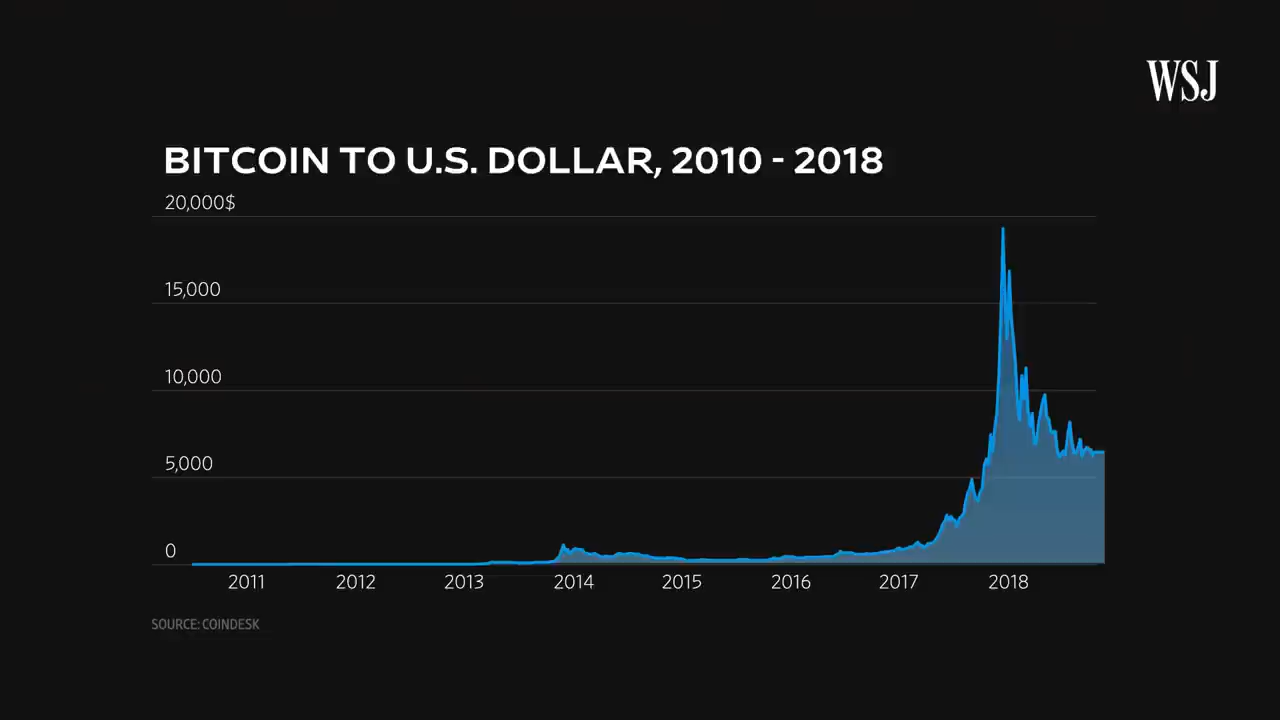 WSJ
BITCOIN TO U.S. DOLLAR, 2010 - 2018
20,000$
15,000
10,000
5,000
0
2011 2012 2013 2014 2015 2016 2017 2018
SOURCE: COINDESK